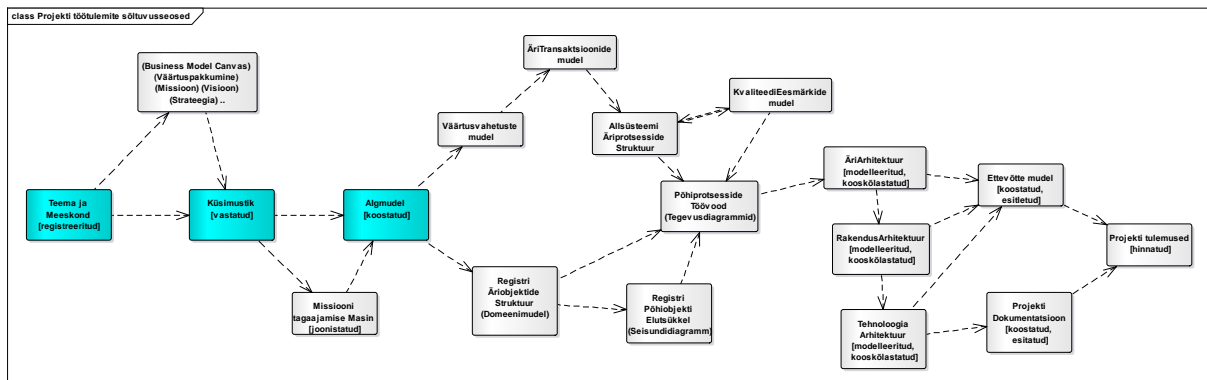 class Projekti töötulemite sõltuvusseosed
(Business Model Canvas)
(Väärtuspakkumine)
(Missioon) (Visioon)
(Strateegia) ..
ÄriTransaktsioonide
mudel
Väärtusvahetuste
mudel
Allsüsteemi
Äriprotsesside
Struktuur
KvaliteediEesmärkide
mudel
Teema ja
Meeskond
[registreeritud]
Küsimustik
[vastatud]
Algmudel
[koostatud]
Põhiprotsesside
Töövood
(Tegevusdiagrammid)
ÄriArhitektuur
[modelleeritud,
kooskõlastatud]
Ettevõtte mudel
[koostatud,
esitletud]
RakendusArhitektuur
[modelleeritud,
kooskõlastatud]
Projekti tulemused
[hinnatud]
Missiooni
tagaajamise Masin
[joonistatud]
Registri
Äriobjektide
Struktuur
(Domeenimudel)
Registri
Põhiobjekti
Elutsükkel
(Seisundidiagramm)
Tehnoloogia
Arhitektuur
[modelleeritud,
kooskõlastatud]
Projekti
Dokumentatsioon
[koostatud,
esitatud]